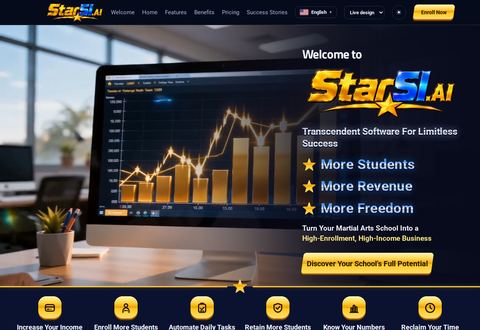 StarSI.AI
Welcome
Home
Features
Benefits
Pricing
Success Stories
English
Live design
Enroll Now
Welcome to
StarSI.AI
Transcendent Software For Limitless
Success
More Students
More Revenue
More Freedom
Turn Your Martial Arts School Into a
High-Enrollment, High-Income Business
Discover Your School's Full Potential
Increase Your Income
Enroll More Students
Automate Daily Tasks
Retain More Students
Know Your Numbers
Reclaim Your Time